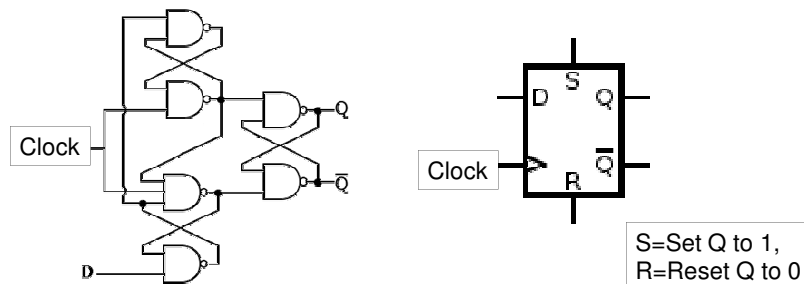 Clock
D
Q
Q̅
S
D
Q
Clock
>
Q̅
R
S=Set Q to 1,
R=Reset Q to 0